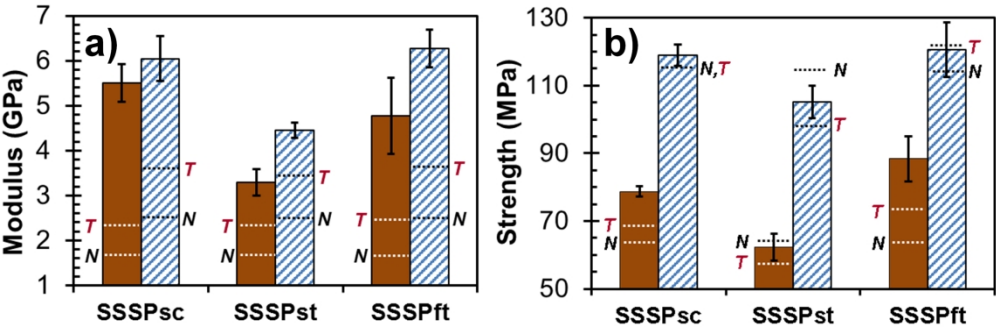 a)
Modulus (GPa)
7
6
5
4
3
2
1
T
N
T
N
T
N
T
N
T
N
T
N
SSSPsc
SSSPst
SSSPft
b)
Strength (MPa)
130
110
90
70
50
T
N
N,T
N
T
N
T
T
N
T
N
SSSPsc
SSSPst
SSSPft